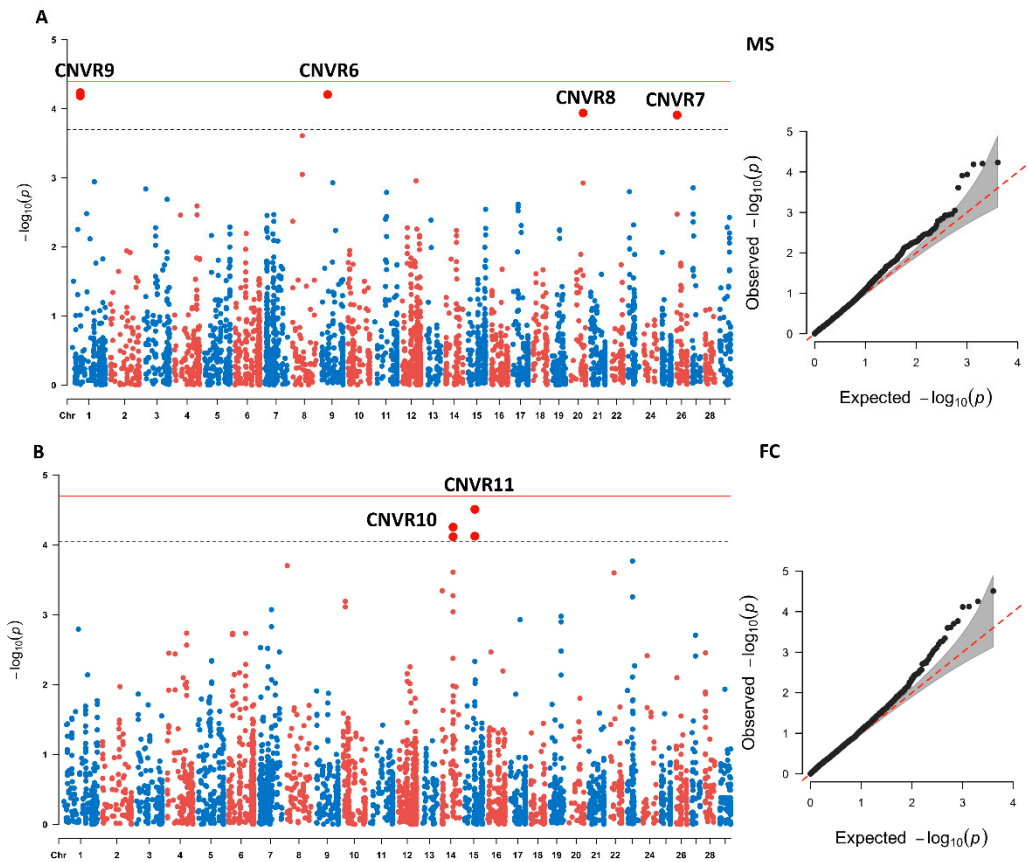 A
MS
5
4
3
2
1
0
−log10(p)
CNVR9
CNVR6
CNVR8
CNVR7
Chr 1 2 3 4 5 6 7 8 9 10 11 12 13 14 15 16 17 18 19 20 21 22 24 26 28
5
4
3
2
1
0
Observed −log10(p)
0 1 2 3 4
Expected −log10(p)
B
FC
5
4
3
2
1
0
−log10(p)
CNVR11
CNVR10
Chr 1 2 3 4 5 6 7 8 9 10 11 12 13 14 15 16 17 18 19 20 21 22 24 26 28
5
4
3
2
1
0
Observed −log10(p)
0 1 2 3 4
Expected −log10(p)